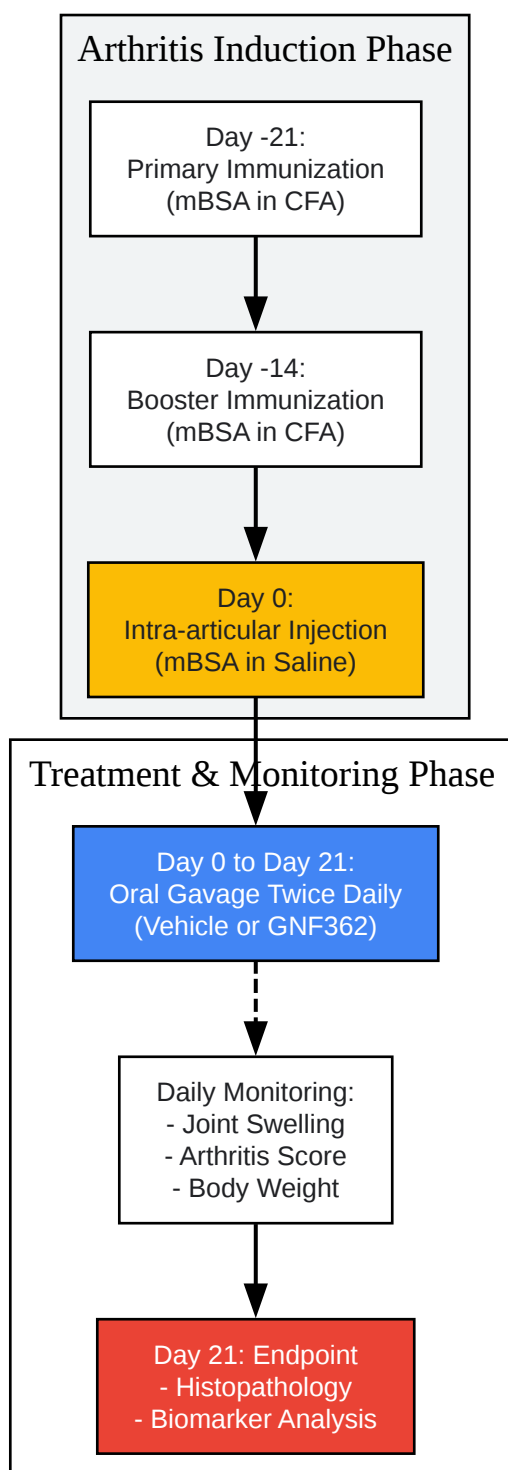 Arthritis Induction Phase
Day -21:
Primary Immunization
(mBSA in CFA)
Day -14:
Booster Immunization
(mBSA in CFA)
Day 0:
Intra-articular Injection
(mBSA in Saline)
Treatment & Monitoring Phase
Day 0 to Day 21:
Oral Gavage Twice Daily
(Vehicle or GNF362)
Daily Monitoring:
- Joint Swelling
- Arthritis Score
- Body Weight
Day 21: Endpoint
- Histopathology
- Biomarker Analysis